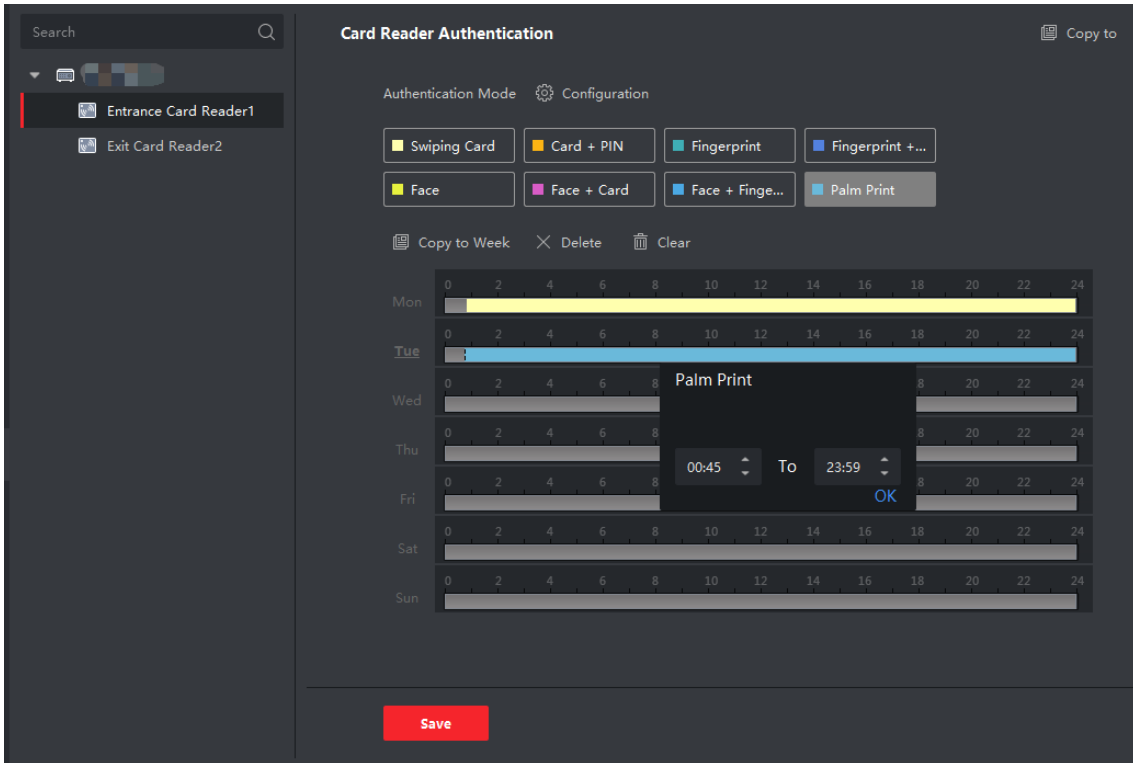 Search
Card Reader Authentication
Copy to
Entrance Card Reader1
Exit Card Reader2
Authentication Mode Configuration
Swiping Card Card + PIN Fingerprint Fingerprint +...
Face Face + Card Face + Finge... Palm Print
Copy to Week Delete Clear
0 2 4 6 8 10 12 14 16 18 20 22 24
Mon
0 2 4 6 8 10 12 14 16 18 20 22 24
Tue
0 2 4 6 8 8 20 22 24
Wed
0 2 4 6 8 8 20 22 24
Thu
0 2 4 6 8 8 20 22 24
Fri
Palm Print
00:45 To 23:59
OK
0 2 4 6 8 10 12 14 16 18 20 22 24
Sat
0 2 4 6 8 10 12 14 16 18 20 22 24
Sun
Save